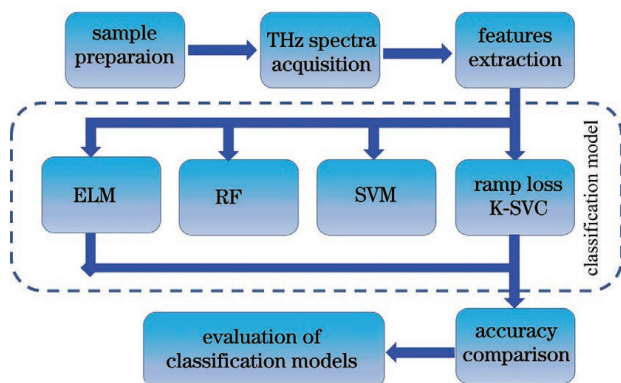 sample
preparaion
THz spectra
acquisition
features
extraction
ELM
RF
SVM
ramp loss
K-SVC
classification model
evaluation of
classification models
accuracy
comparison